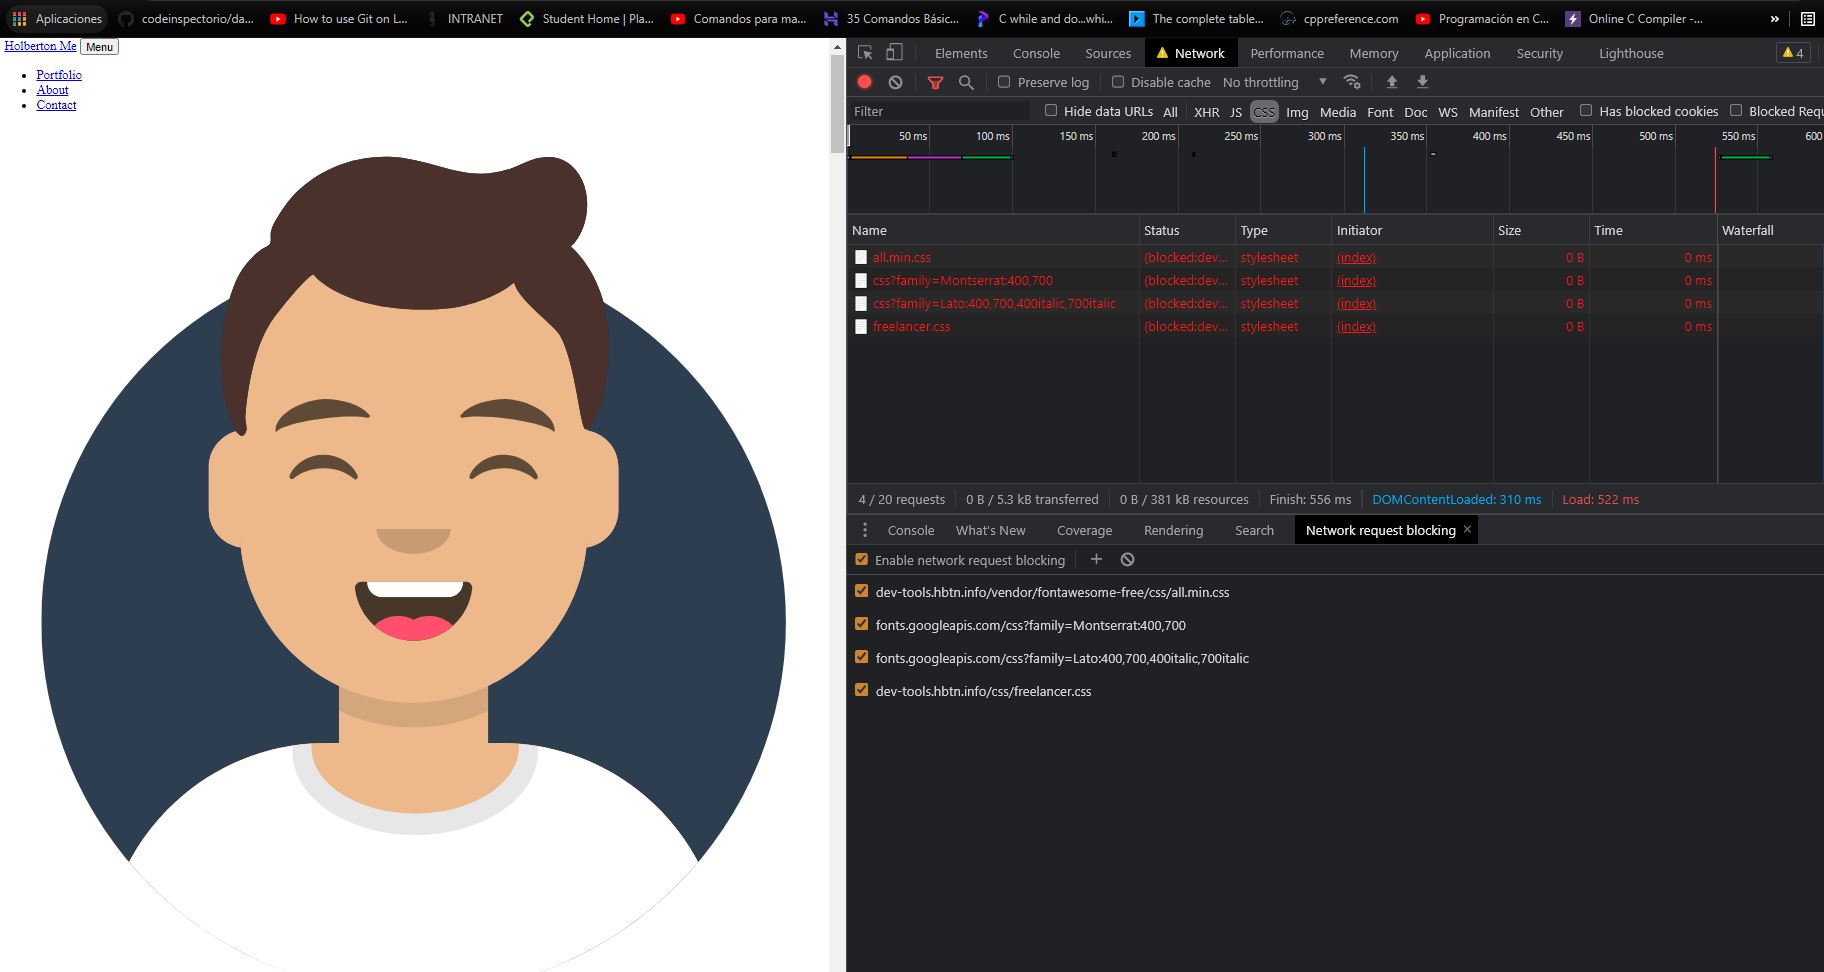 Aplicaciones codeinspectorio/da... How to use Git on L... INTRANET Student Home | Pla... Comandos para ma... 35 Comandos Básic... C while and do...whi... The complete table... cppreference.com Programación en C... Online C Compiler -... »
Holberton Me Menu
Portfolio
About
Contact
Elements Console Sources Network Performance Memory Application Security Lighthouse 4
Preserve log Disable cache No throttling
Filter Hide data URLs All XHR JS CSS Img Media Font Doc WS Manifest Other Has blocked cookies Blocked Requ
50 ms 100 ms 150 ms 200 ms 250 ms 300 ms 350 ms 400 ms 450 ms 500 ms 550 ms 600
Name Status Type Initiator Size Time Waterfall
all.min.css (blocked:dev... stylesheet (index) 0 B 0 ms
css?family=Montserrat:400,700 (blocked:dev... stylesheet (index) 0 B 0 ms
css?family=Lato:400,700,400italic,700italic (blocked:dev... stylesheet (index) 0 B 0 ms
freelancer.css (blocked:dev... stylesheet (index) 0 B 0 ms
4 / 20 requests 0 B / 5.3 kB transferred 0 B / 381 kB resources Finish: 556 ms DOMContentLoaded: 310 ms Load: 522 ms
Console What's New Coverage Rendering Search Network request blocking ×
Enable network request blocking
dev-tools.hbtn.info/vendor/fontawesome-free/css/all.min.css
fonts.googleapis.com/css?family=Montserrat:400,700
fonts.googleapis.com/css?family=Lato:400,700,400italic,700italic
dev-tools.hbtn.info/css/freelancer.css